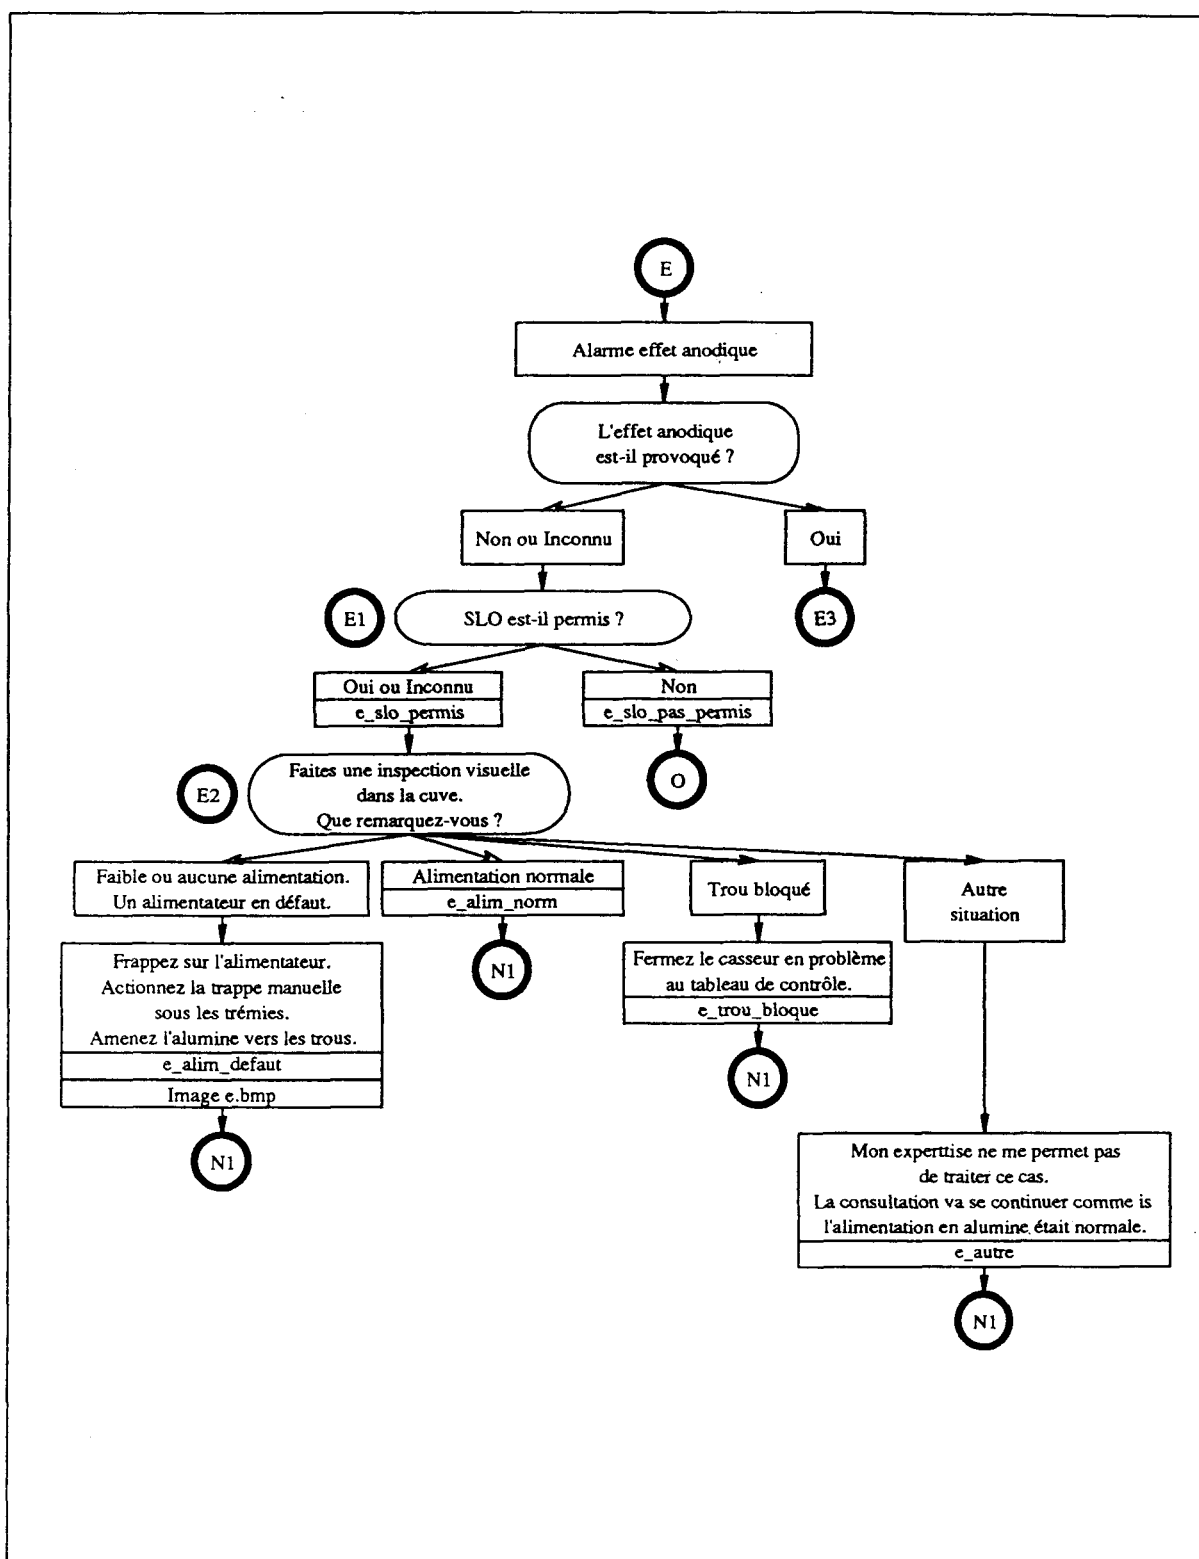 E
Alarme effet anodique
L'effet anodique
est-il provoqué ?
Non ou Inconnu
Oui
E1
SLO est-il permis ?
E3
Oui ou Inconnu
e_slo_permis
Non
e_slo_pas_permis
O
E2
Faites une inspection visuelle
dans la cuve.
Que remarquez-vous ?
Faible ou aucune alimentation.
Un alimentateur en défaut.
Alimentation normale
e_alim_norm
Trou bloqué
Autre
situation
Frappez sur l'alimentateur.
Actionnez la trappe manuelle
sous les trémies.
Amenez l'alumine vers les trous.
e_alim_defaut
Image e.bmp
N1
N1
Fermez le casseur en problème
au tableau de contrôle.
e_trou_bloque
N1
Mon experttise ne me permet pas
de traiter ce cas.
La consultation va se continuer comme is
l'alimentation en alumine était normale.
e_autre
N1